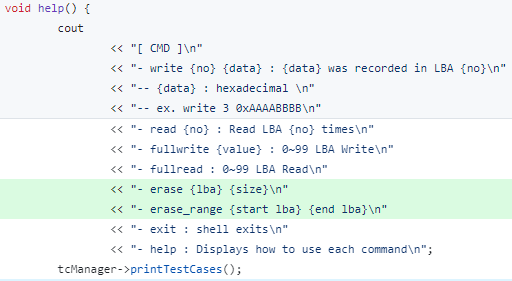 void help() {
cout
<< "[ CMD ]\n"
<< "- write {no} {data} : {data} was recorded in LBA {no}\n"
<< "-- {data} : hexadecimal \n"
<< "-- ex. write 3 0xAAAABBBB\n"
<< "- read {no} : Read LBA {no} times\n"
<< "- fullwrite {value} : 0~99 LBA Write\n"
<< "- fullread : 0~99 LBA Read\n"
<< "- erase {lba} {size}\n"
<< "- erase_range {start lba} {end lba}\n"
<< "- exit : shell exits\n"
<< "- help : Displays how to use each command\n";
tcManager->printTestCases();